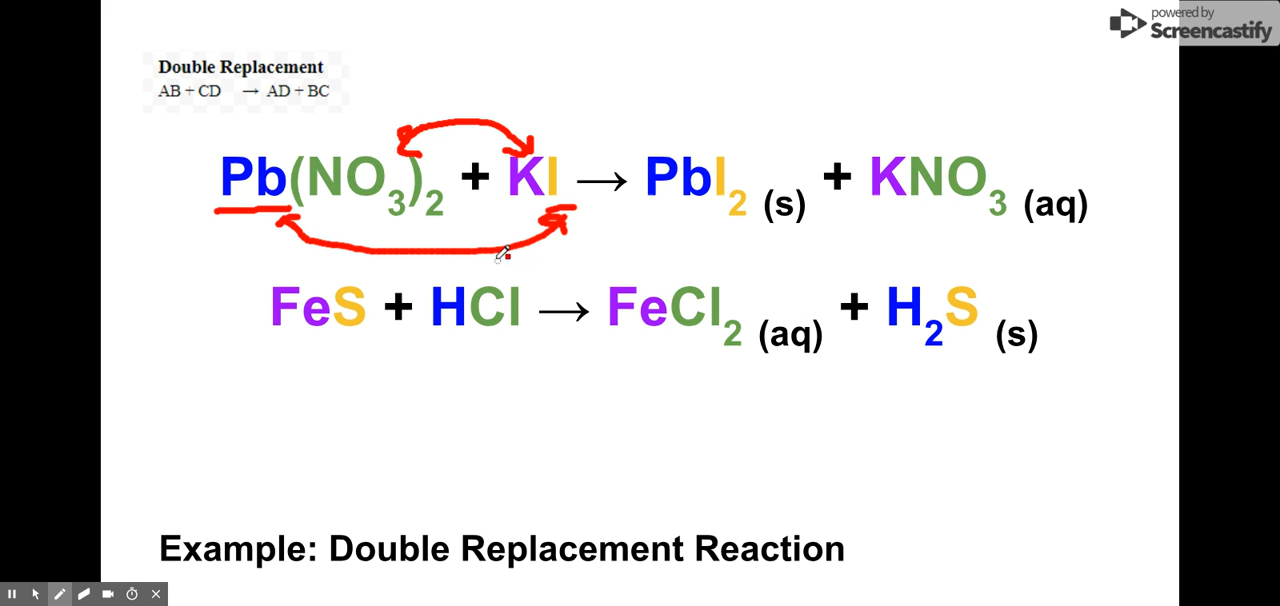 powered by
Screencastify
Double Replacement
AB + CD → AD + BC
Pb(NO₃)₂ + KI → PbI₂ (s) + KNO₃ (aq)
FeS + HCl → FeCl₂ (aq) + H₂S (s)
Example: Double Replacement Reaction